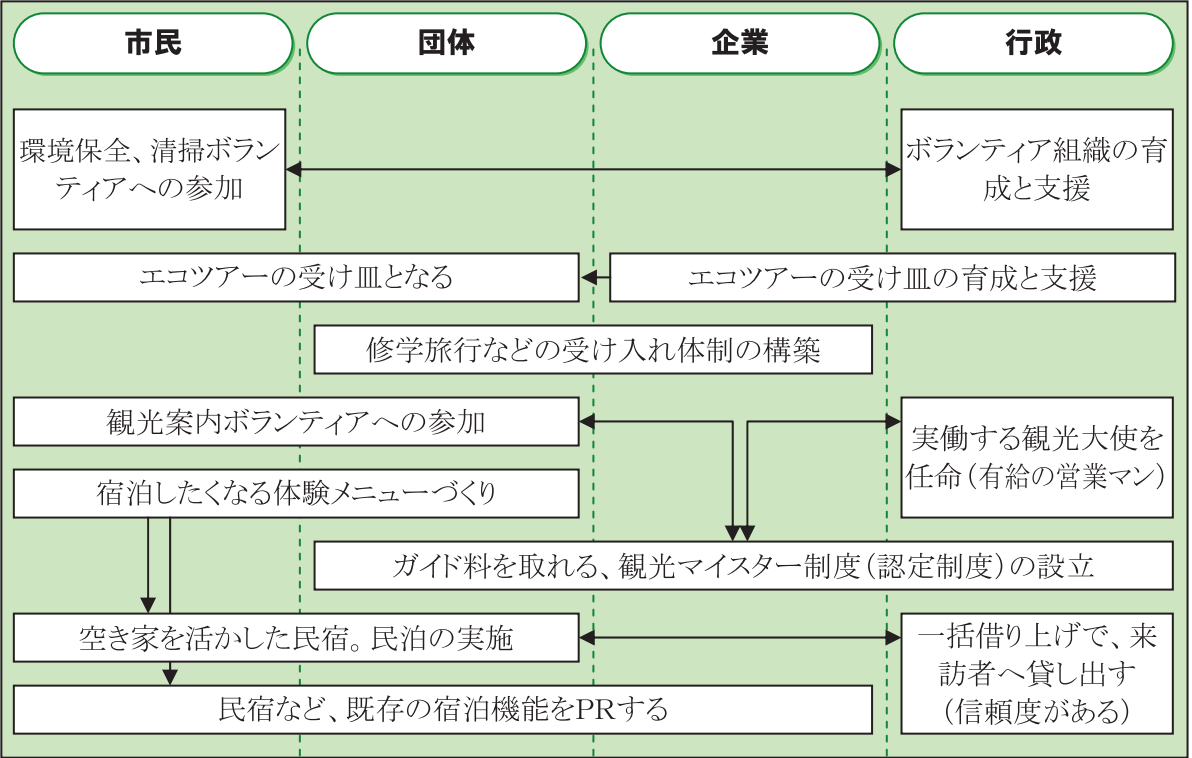 市民
団体
企業
行政
環境保全、清掃ボラン
ティアへの参加
ボランティア組織の育
成と支援
エコツアーの受け皿となる
エコツアーの受け皿の育成と支援
修学旅行などの受け入れ体制の構築
観光案内ボランティアへの参加
実働する観光大使を
任命（有給の営業マン）
宿泊したくなる体験メニューづくり
ガイド料を取れる、観光マイスター制度（認定制度）の設立
空き家を活かした民宿。民泊の実施
一括借り上げで、来
訪者へ貸し出す
（信頼度がある）
民宿など、既存の宿泊機能をPRする